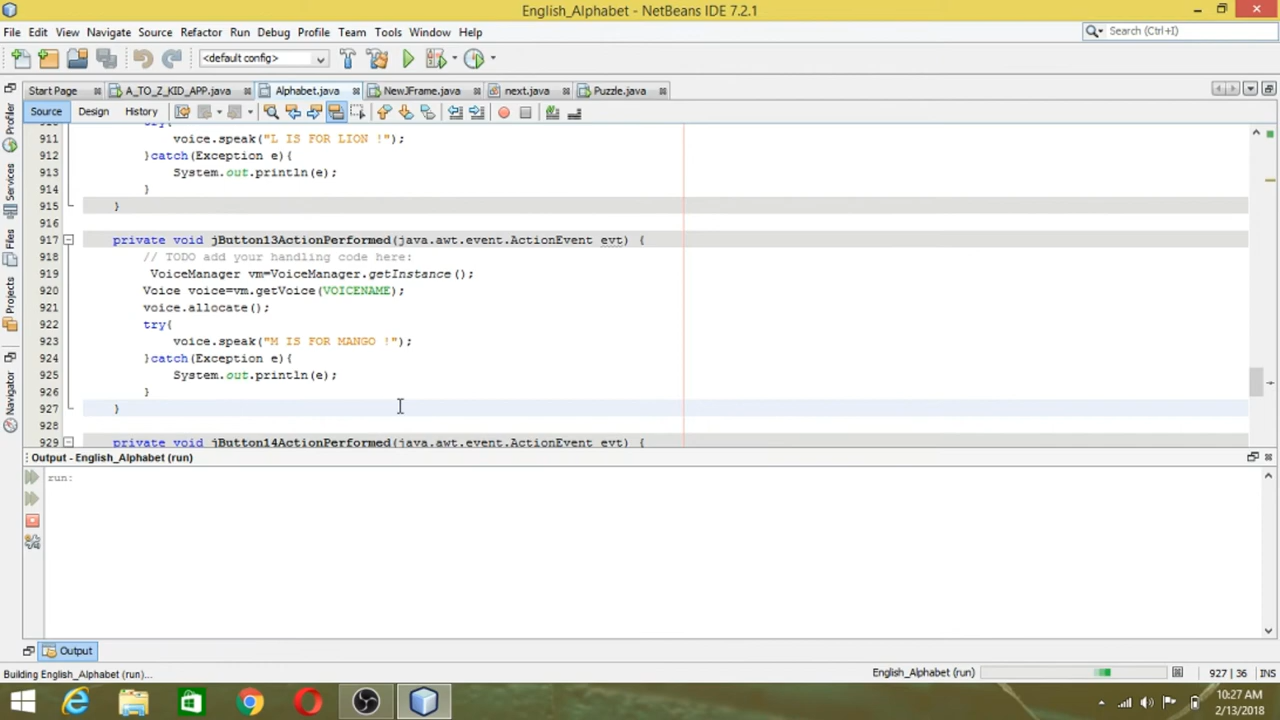 English_Alphabet - NetBeans IDE 7.2.1
File Edit View Navigate Source Refactor Run Debug Profile Team Tools Window Help
Search (Ctrl+I)
<default config>
Start Page A_TO_Z_KID_APP.java Alphabet.java NewJFrame.java next.java Puzzle.java
Source Design History
911 voice.speak("L IS FOR LION !");
912 }catch(Exception e){
913 System.out.println(e);
914 }
915 }
916
917 private void jButton13ActionPerformed(java.awt.event.ActionEvent evt) {
918 // TODO add your handling code here:
919 VoiceManager vm=VoiceManager.getInstance();
920 Voice voice=vm.getVoice(VOICENAME);
921 voice.allocate();
922 try{
923 voice.speak("M IS FOR MANGO !");
924 }catch(Exception e){
925 System.out.println(e);
926 }
927 }
928
929 private void jButton14ActionPerformed(java.awt.event.ActionEvent evt) {
Profiler
Services
Files
Projects
Navigator
Output - English_Alphabet (run)
run:
Output
Building English_Alphabet (run)...
English_Alphabet (run)
927 | 36 INS
10:27 AM
2/13/2018